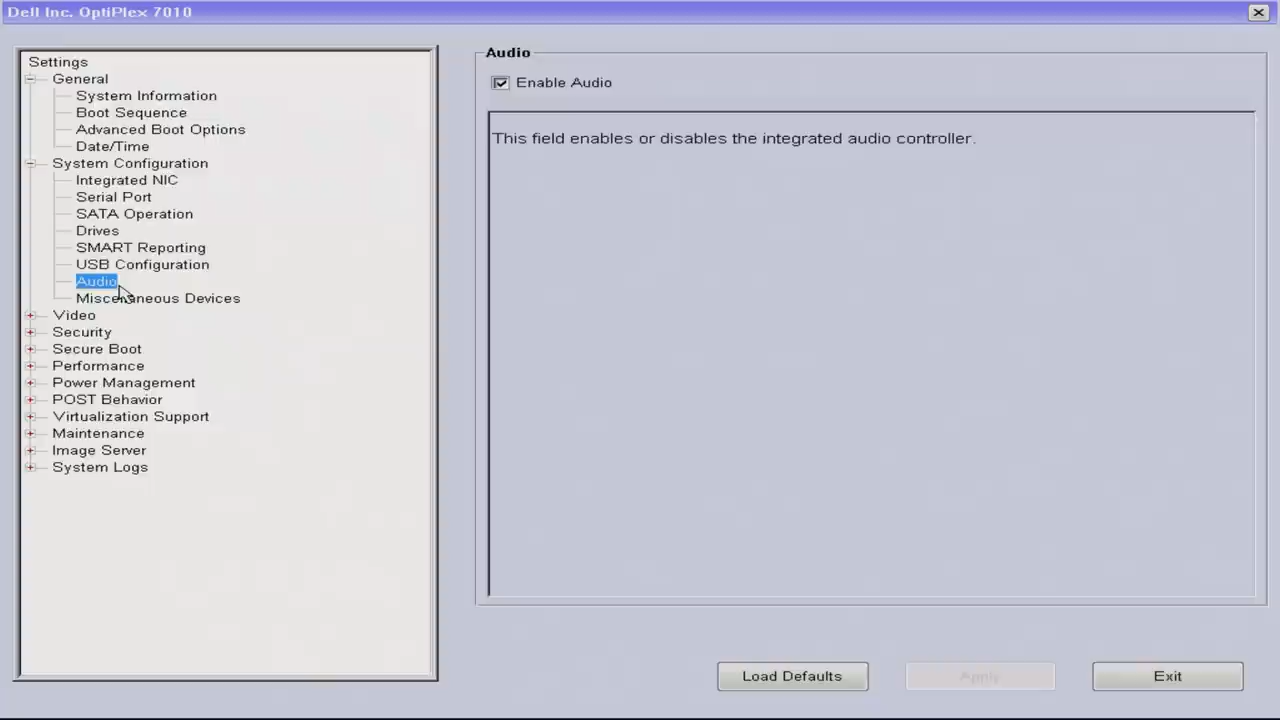 Dell Inc. OptiPlex 7010
Settings
General
System Information
Boot Sequence
Advanced Boot Options
Date/Time
System Configuration
Integrated NIC
Serial Port
SATA Operation
Drives
SMART Reporting
USB Configuration
Audio
Miscellaneous Devices
Video
Security
Secure Boot
Performance
Power Management
POST Behavior
Virtualization Support
Maintenance
Image Server
System Logs
Audio
Enable Audio
This field enables or disables the integrated audio controller.
Load Defaults
Apply
Exit